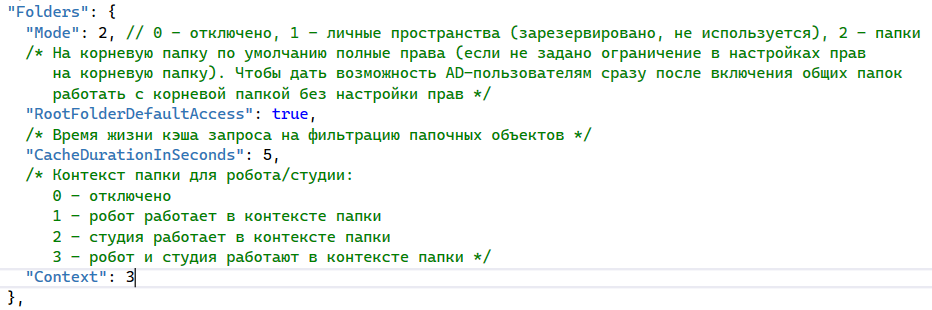 "Folders": {
"Mode": 2, // 0 - отключено, 1 - личные пространства (зарезервировано, не используется), 2 - папки
/* На корневую папку по умолчанию полные права (если не задано ограничение в настройках прав
на корневую папку). Чтобы дать возможность AD-пользователям сразу после включения общих папок
работать с корневой папкой без настройки прав */
"RootFolderDefaultAccess": true,
/* Время жизни кэша запроса на фильтрацию папочных объектов */
"CacheDurationInSeconds": 5,
/* Контекст папки для робота/студии:
0 - отключено
1 - робот работает в контексте папки
2 - студия работает в контексте папки
3 - робот и студия работают в контексте папки */
"Context": 3
},